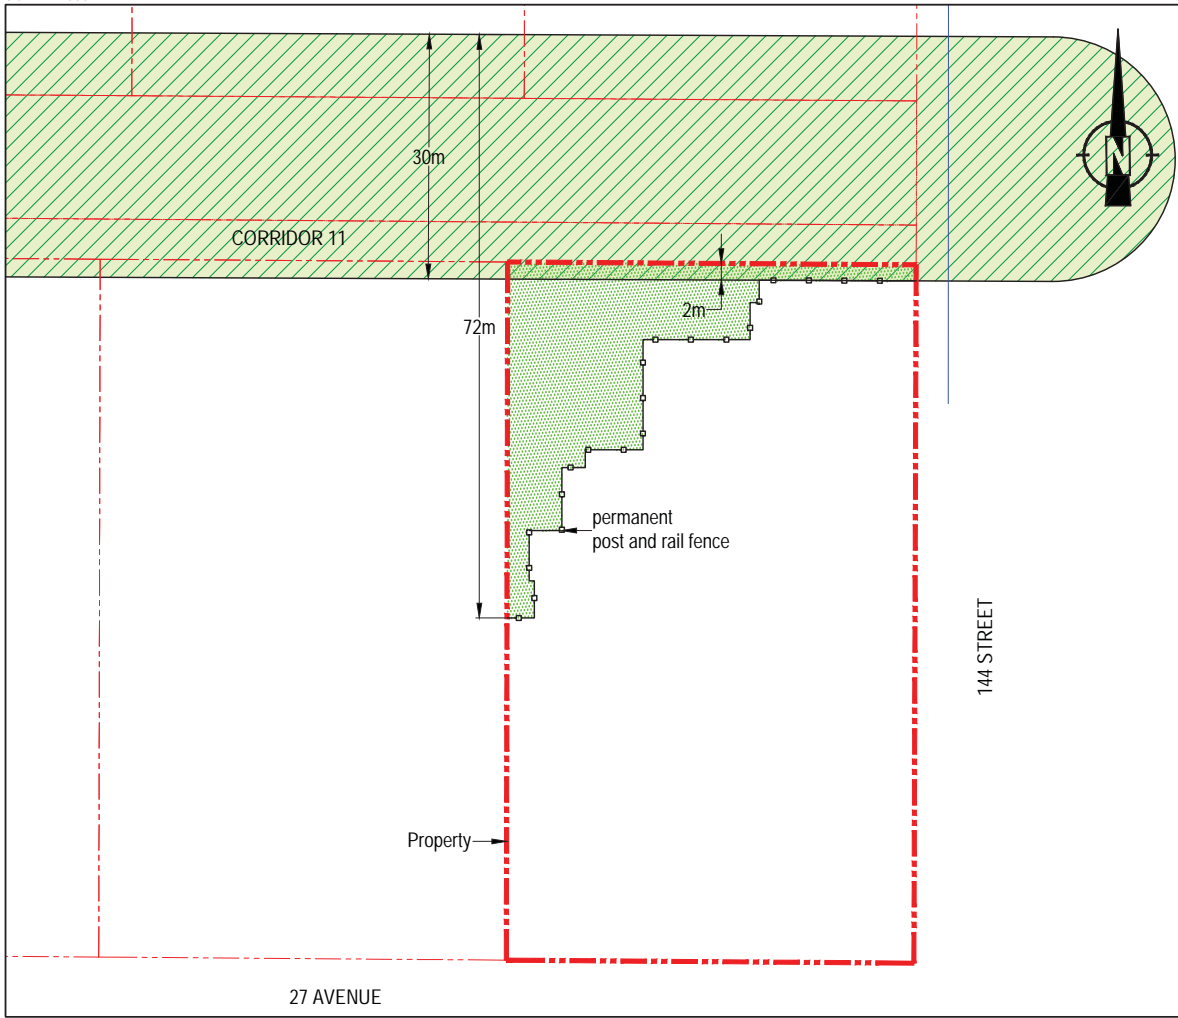 30m
CORRIDOR 11
2m
72m
permanent
post and rail fence
144 STREET
Property
27 AVENUE